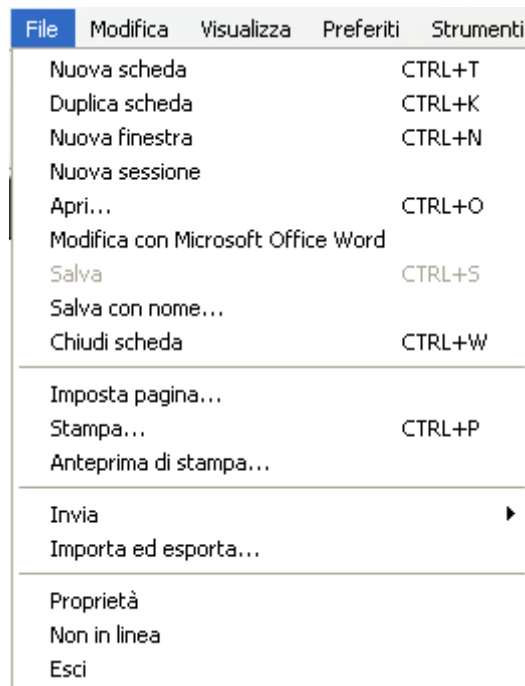 File Modifica Visualizza Preferiti Strumenti
Nuova scheda CTRL+T
Duplica scheda CTRL+K
Nuova finestra CTRL+N
Nuova sessione
Apri... CTRL+O
Modifica con Microsoft Office Word
Salva CTRL+S
Salva con nome...
Chiudi scheda CTRL+W
Imposta pagina...
Stampa... CTRL+P
Anteprima di stampa...
Invia
Importa ed esporta...
Proprietà
Non in linea
Esci